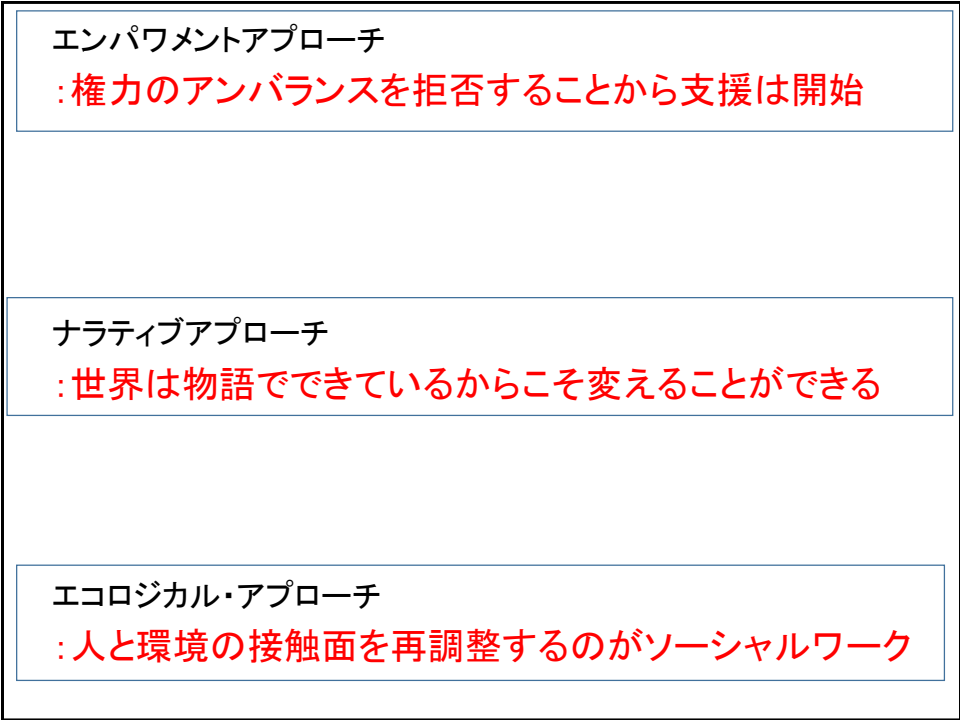 エンパワメントアプローチ
：権力のアンバランスを拒否することから支援は開始
ナラティブアプローチ
：世界は物語でできているからこそ変えることができる
エコロジカル・アプローチ
：人と環境の接触面を再調整するのがソーシャルワーク